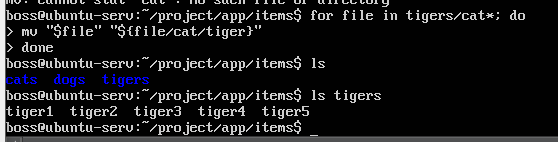 mv: cannot stat 'cat': No such file or directory
boss@ubuntu-serv:~/project/app/items$ for file in tigers/cat*; do
> mv "$file" "${file/cat/tiger}"
> done
boss@ubuntu-serv:~/project/app/items$ ls
cats dogs tigers
boss@ubuntu-serv:~/project/app/items$ ls tigers
tiger1 tiger2 tiger3 tiger4 tiger5
boss@ubuntu-serv:~/project/app/items$ _